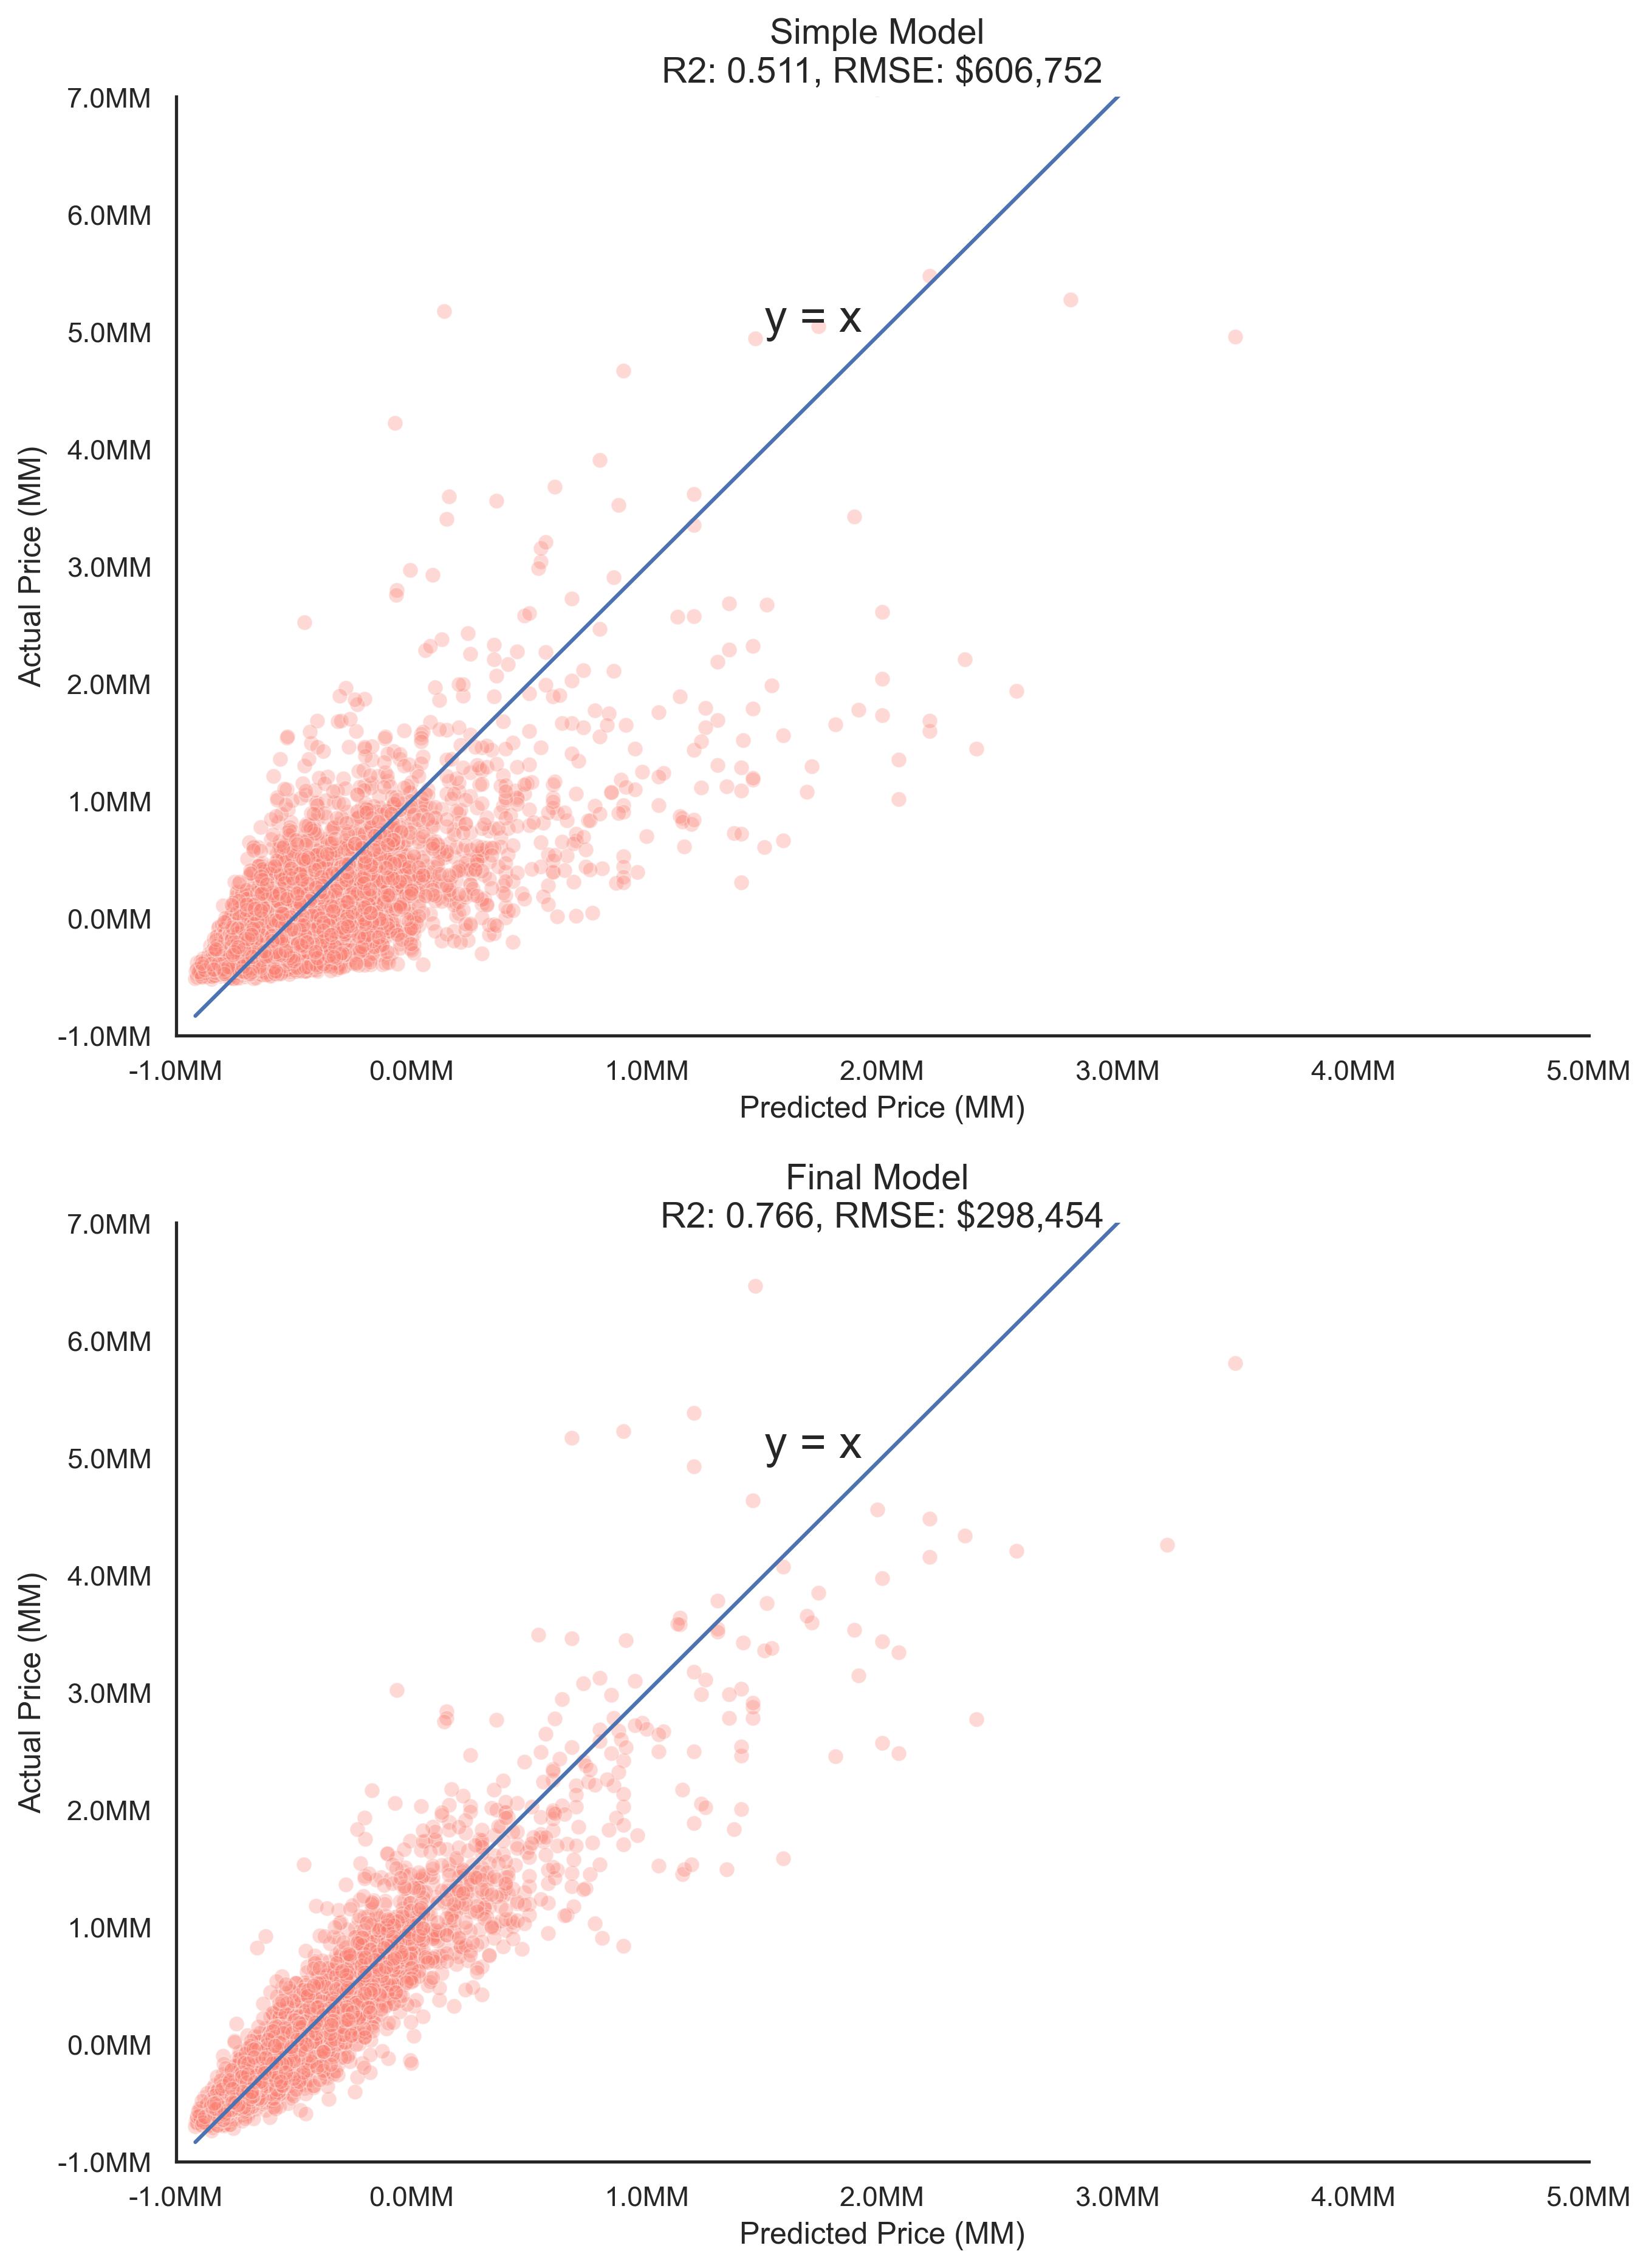 Simple Model
R2: 0.511, RMSE: $606,752
7.0MM
6.0MM
5.0MM
4.0MM
3.0MM
2.0MM
1.0MM
0.0MM
-1.0MM
Actual Price (MM)
y = x
-1.0MM 0.0MM 1.0MM 2.0MM 3.0MM 4.0MM 5.0MM
Predicted Price (MM)
Final Model
R2: 0.766, RMSE: $298,454
7.0MM
6.0MM
5.0MM
4.0MM
3.0MM
2.0MM
1.0MM
0.0MM
-1.0MM
Actual Price (MM)
y = x
-1.0MM 0.0MM 1.0MM 2.0MM 3.0MM 4.0MM 5.0MM
Predicted Price (MM)